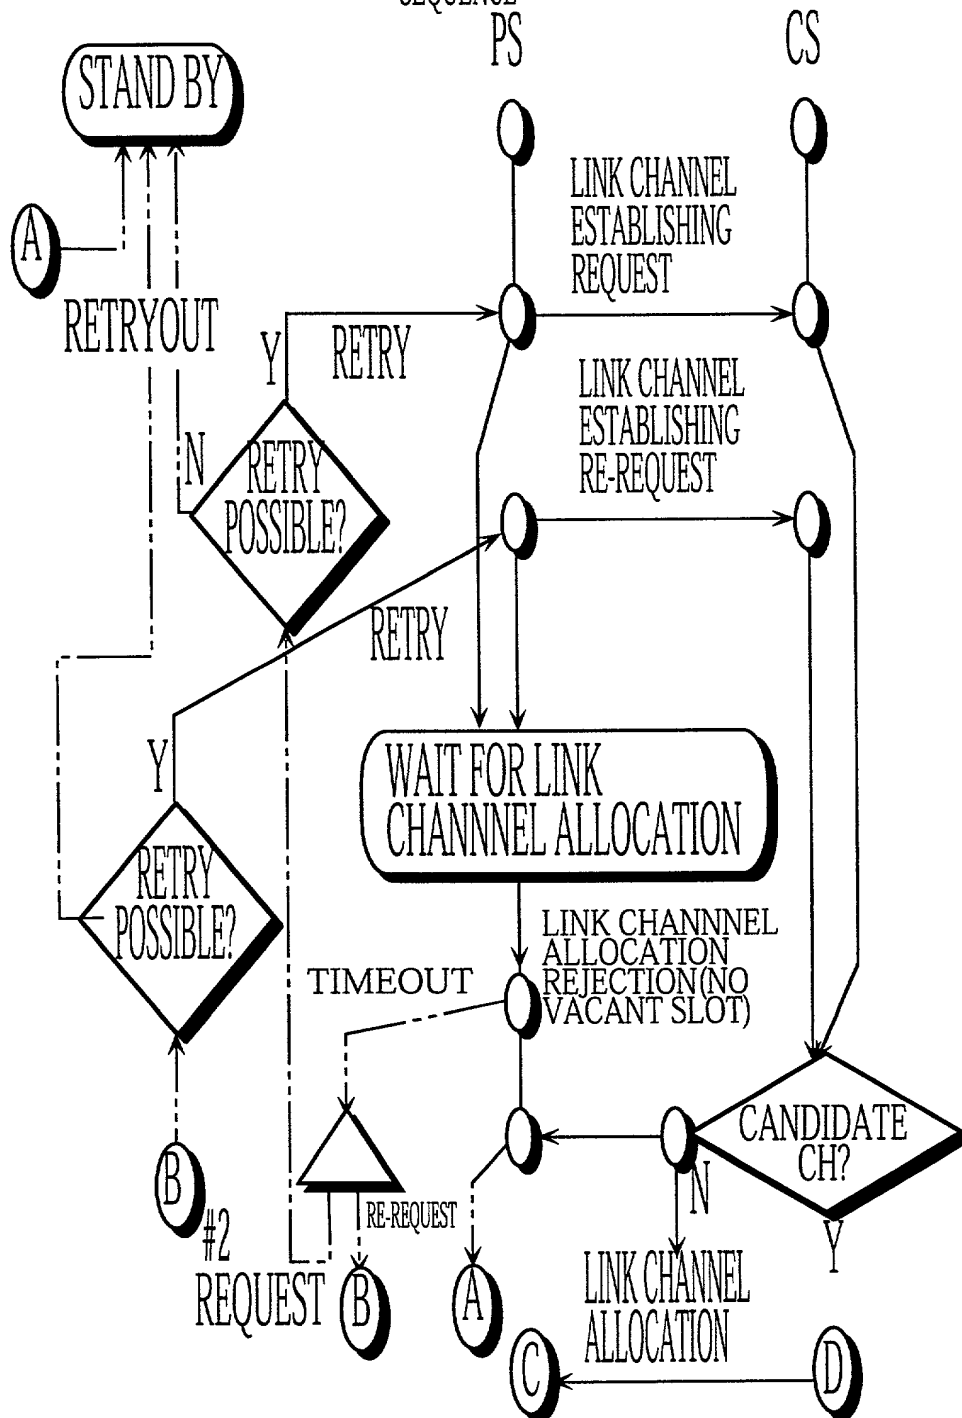 SEQUENCE
PS
CS
STAND BY
A
LINK CHANNEL
ESTABLISHING
REQUEST
RETRYOUT
Y
RETRY
LINK CHANNEL
ESTABLISHING
RE-REQUEST
N
RETRY
POSSIBLE?
RETRY
Y
WAIT FOR LINK
CHANNNEL ALLOCATION
RETRY
POSSIBLE?
LINK CHANNNEL
ALLOCATION
REJECTION(NO
VACANT SLOT)
TIMEOUT
CANDIDATE
CH?
B
N
#2
REQUEST
RE-REQUEST
B
A
Y
LINK CHANNEL
ALLOCATION
C
D